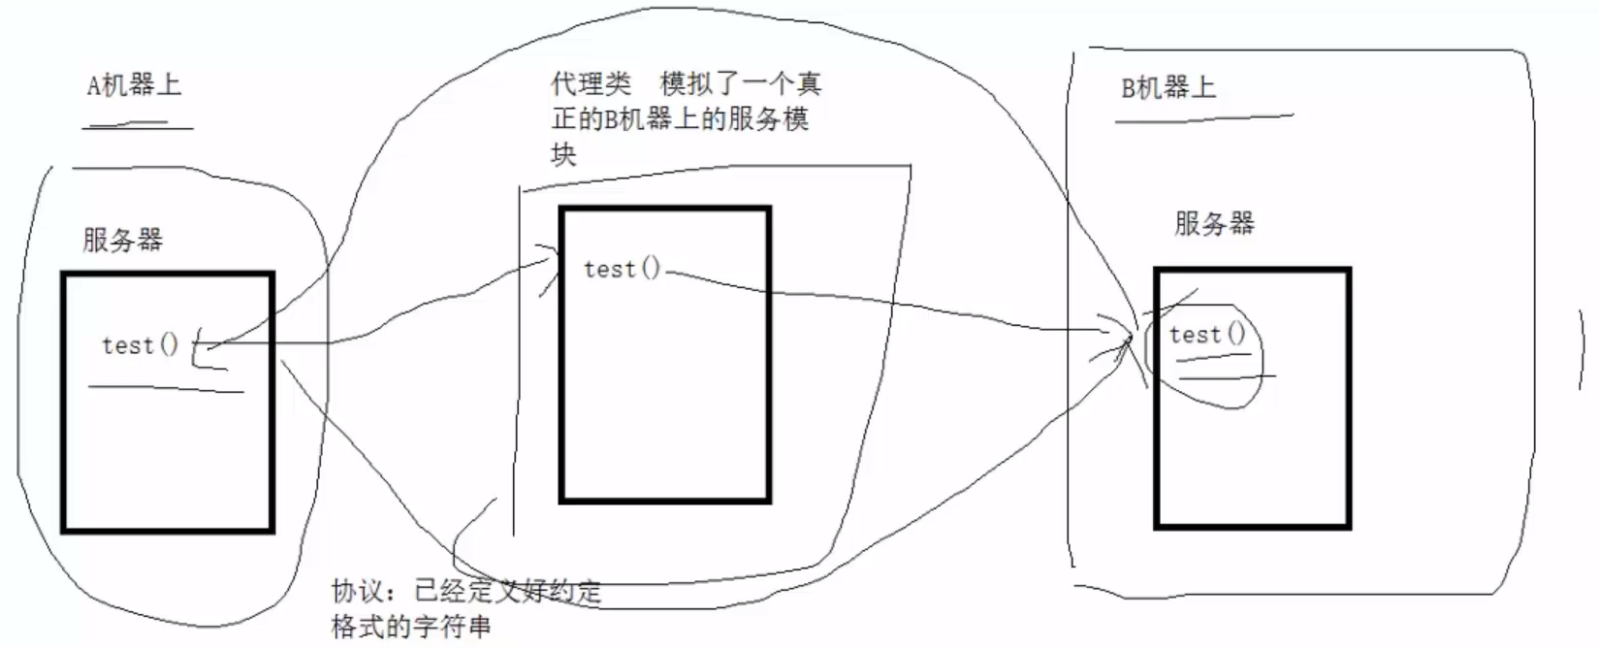 A机器上
服务器
test()
代理类 模拟了一个真
正的B机器上的服务模
块
test()
协议：已经定义好约定
格式的字符串
B机器上
服务器
test()